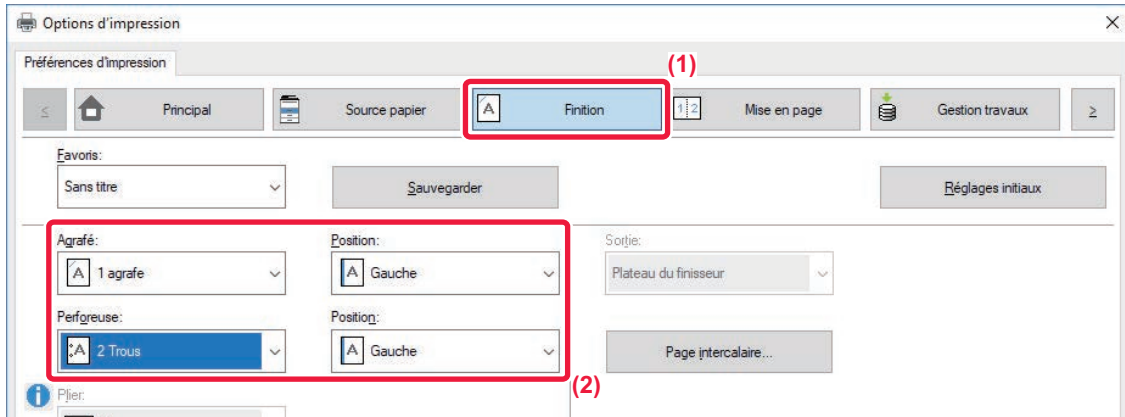 Options d'impression
Préférences d'impression
(1)
< Principal Source papier A Finition 1 2 Mise en page Gestion travaux >
Favoris:
Sans titre Sauvegarder Réglages initiaux
Agrafé: Position: Sortie:
A 1 agrafe A Gauche Plateau du finisseur
Perforeuse: Position:
A 2 Trous A Gauche Page intercalaire...
(2)
i Plier: